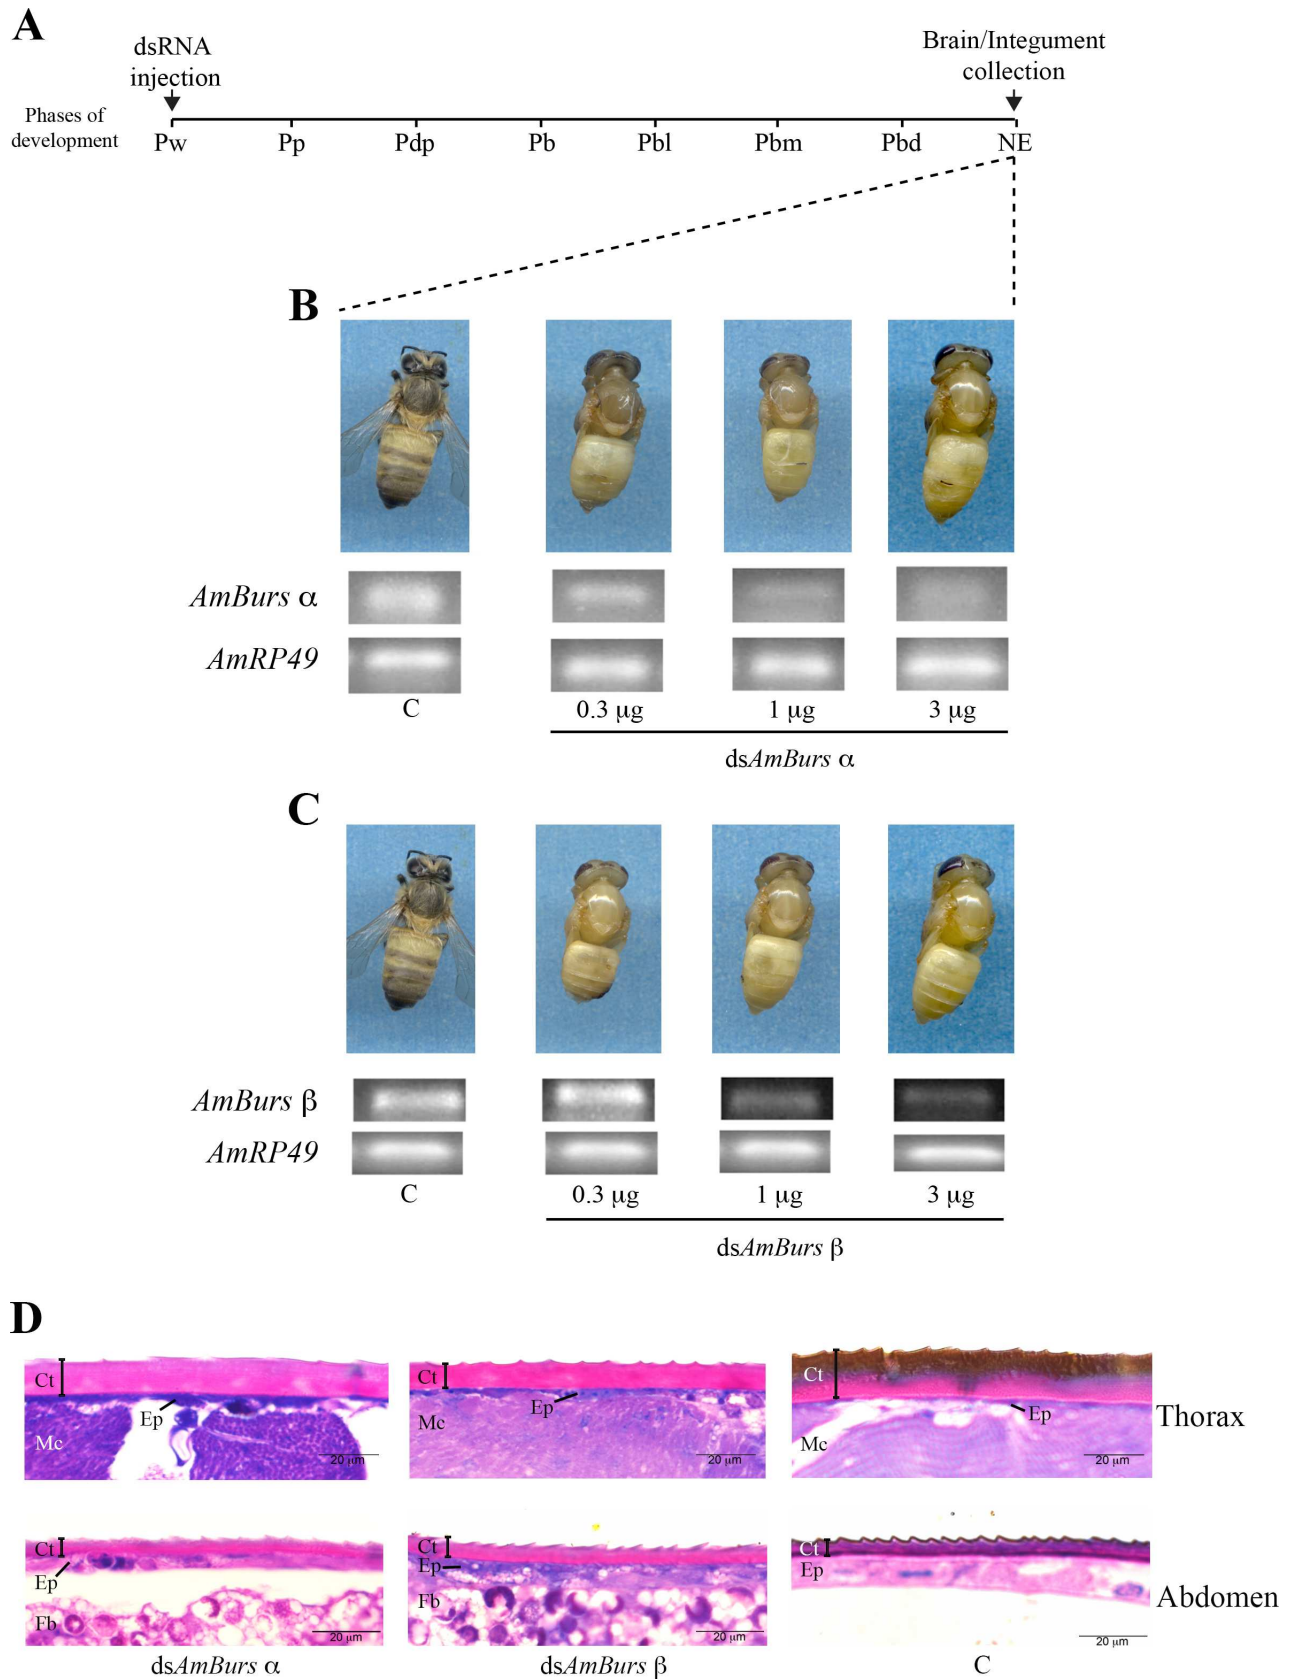 A
dsRNA
injection
Brain/Integument
collection
Phases of
development
Pw Pp Pdp Pb Pbl Pbm Pbd NE
B
AmBurs α
AmRP49
C 0.3 µg 1 µg 3 µg
dsAmBurs α
C
AmBurs β
AmRP49
C 0.3 µg 1 µg 3 µg
dsAmBurs β
D
Ct Ep Mc 20 µm
Ct Ep Mc 20 µm
Ct Ep Mc 20 µm
Thorax
Ct Ep Fb 20 µm
Ct Ep Fb 20 µm
Ct Ep 20 µm
Abdomen
dsAmBurs α dsAmBurs β C